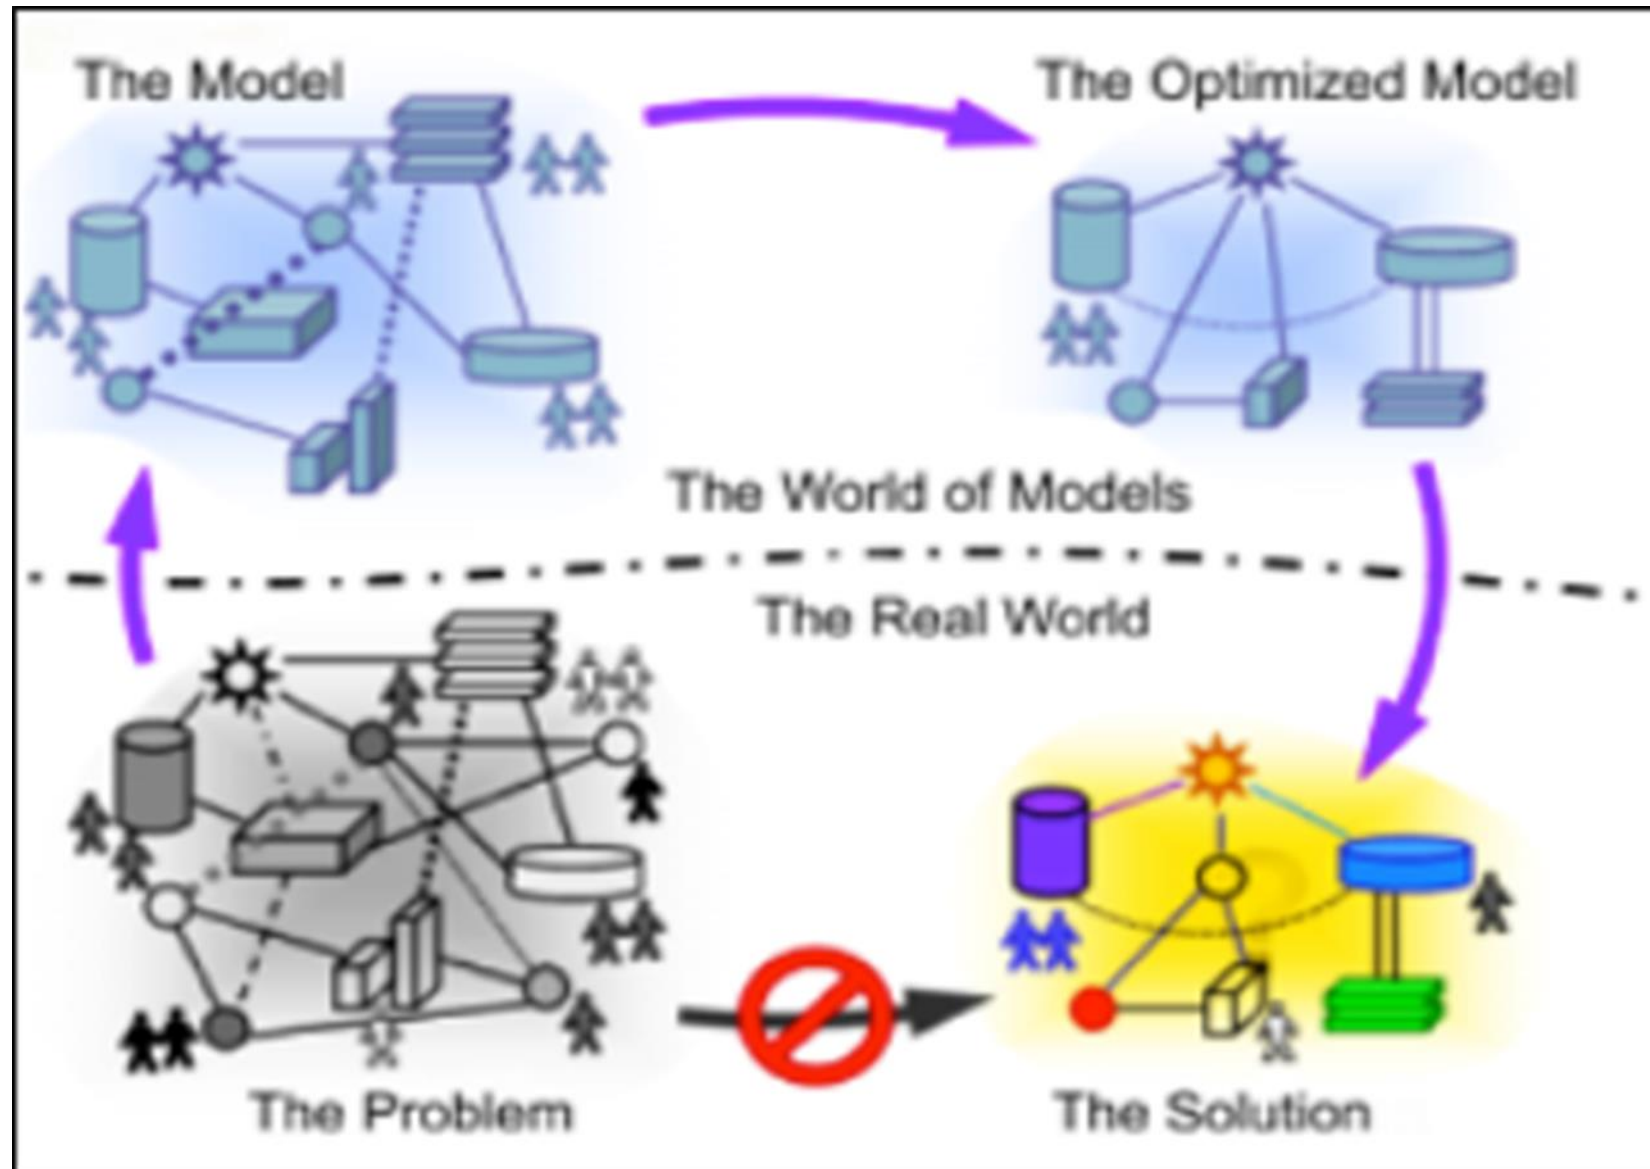 The Model
The Optimized Model
The World of Models
The Real World
The Problem
The Solution